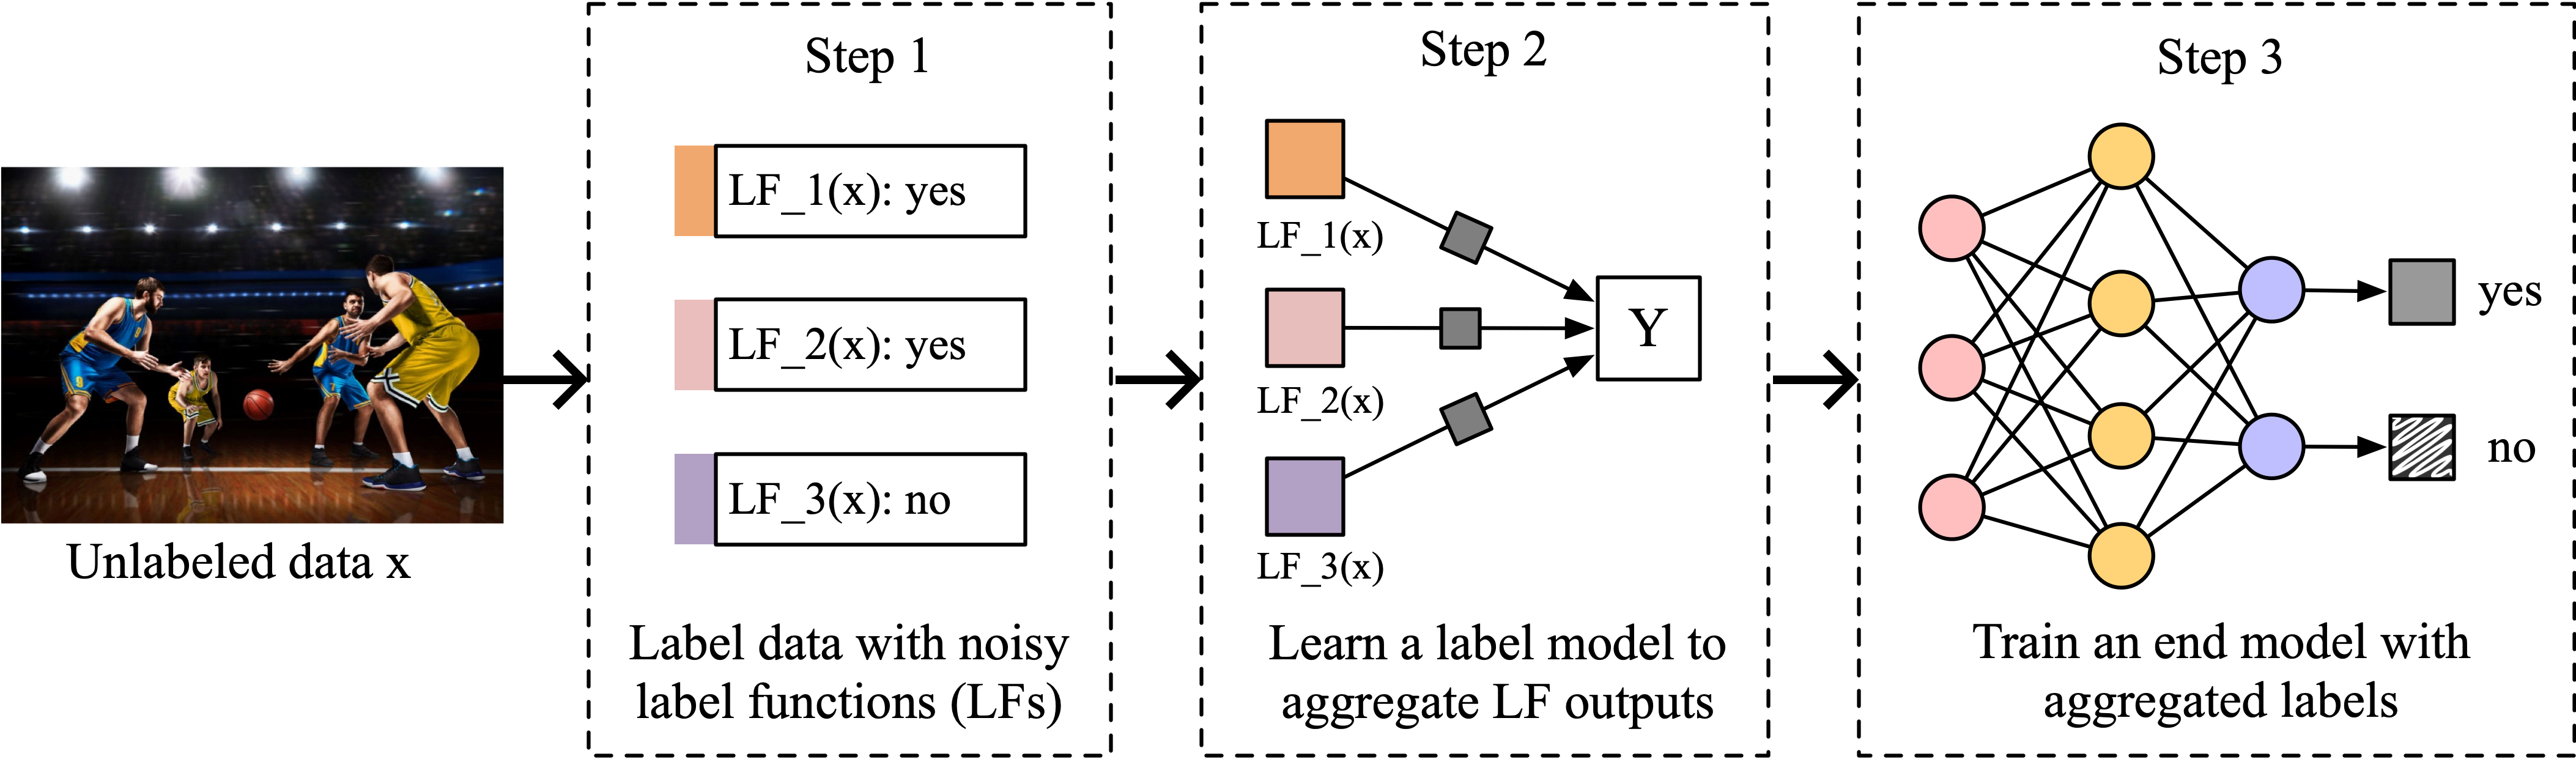 Unlabeled data x
Step 1
LF_1(x): yes
LF_2(x): yes
LF_3(x): no
Label data with noisy
label functions (LFs)
Step 2
LF_1(x)
LF_2(x)
LF_3(x)
Y
Learn a label model to
aggregate LF outputs
Step 3
yes
no
Train an end model with
aggregated labels